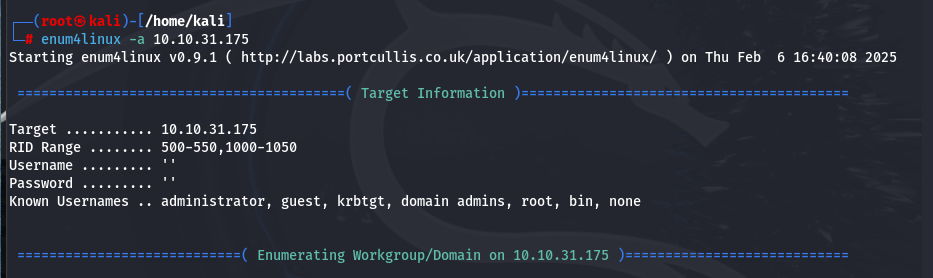 ┌──(root㉿kali)-[/home/kali]
└─# enum4linux -a 10.10.31.175
Starting enum4linux v0.9.1 ( http://labs.portcullis.co.uk/application/enum4linux/ ) on Thu Feb  6 16:40:08 2025
=========================================( Target Information )=========================================
Target ........... 10.10.31.175
RID Range ........ 500-550,1000-1050
Username ......... ''
Password ......... ''
Known Usernames .. administrator, guest, krbtgt, domain admins, root, bin, none
============================( Enumerating Workgroup/Domain on 10.10.31.175 )============================